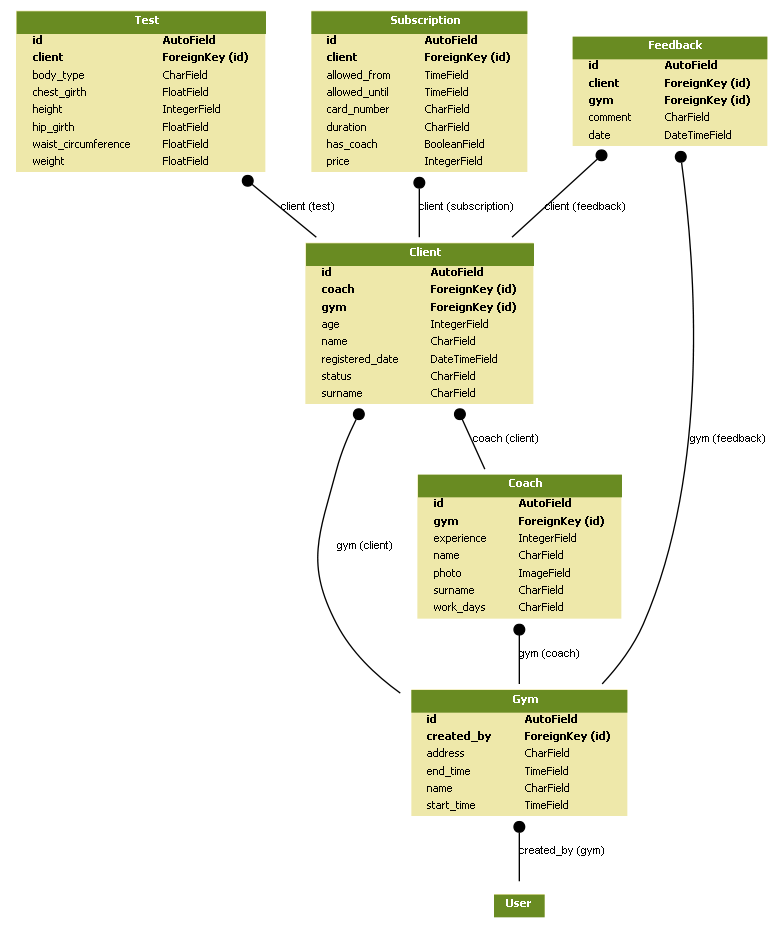 Test
id AutoField
client ForeignKey (id)
body_type CharField
chest_girth FloatField
height IntegerField
hip_girth FloatField
waist_circumference FloatField
weight FloatField
Subscription
id AutoField
client ForeignKey (id)
allowed_from TimeField
allowed_until TimeField
card_number CharField
duration CharField
has_coach BooleanField
price IntegerField
Feedback
id AutoField
client ForeignKey (id)
gym ForeignKey (id)
comment CharField
date DateTimeField
client (test)
client (subscription)
client (feedback)
Client
id AutoField
coach ForeignKey (id)
gym ForeignKey (id)
age IntegerField
name CharField
registered_date DateTimeField
status CharField
surname CharField
coach (client)
gym (feedback)
Coach
id AutoField
gym ForeignKey (id)
experience IntegerField
name CharField
photo ImageField
surname CharField
work_days CharField
gym (client)
gym (coach)
Gym
id AutoField
created_by ForeignKey (id)
address CharField
end_time TimeField
name CharField
start_time TimeField
created_by (gym)
User